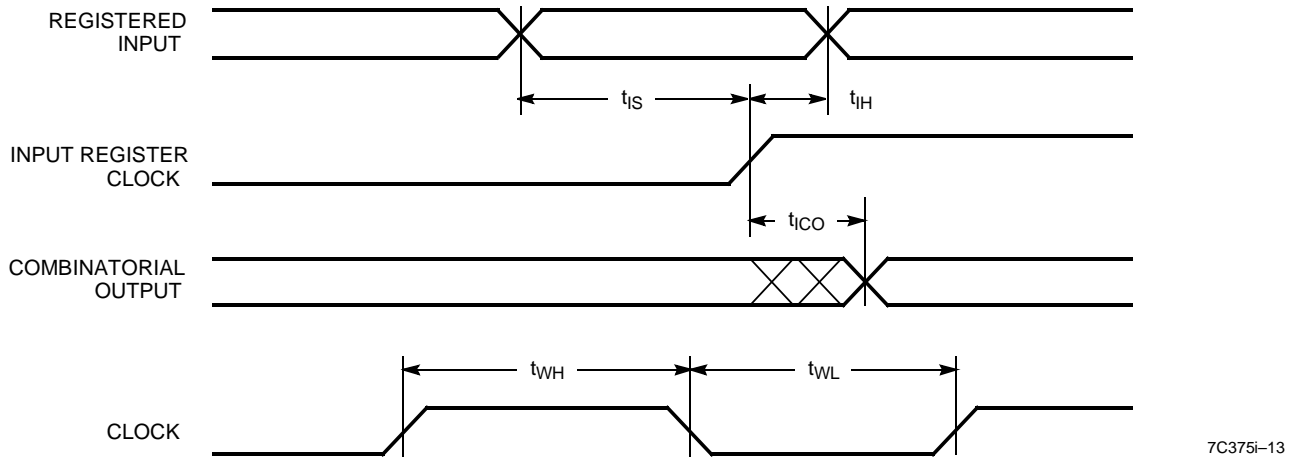 REGISTERED
INPUT
tIS
tIH
INPUT REGISTER
CLOCK
tICO
COMBINATORIAL
OUTPUT
tWH
tWL
CLOCK
7C375i–13